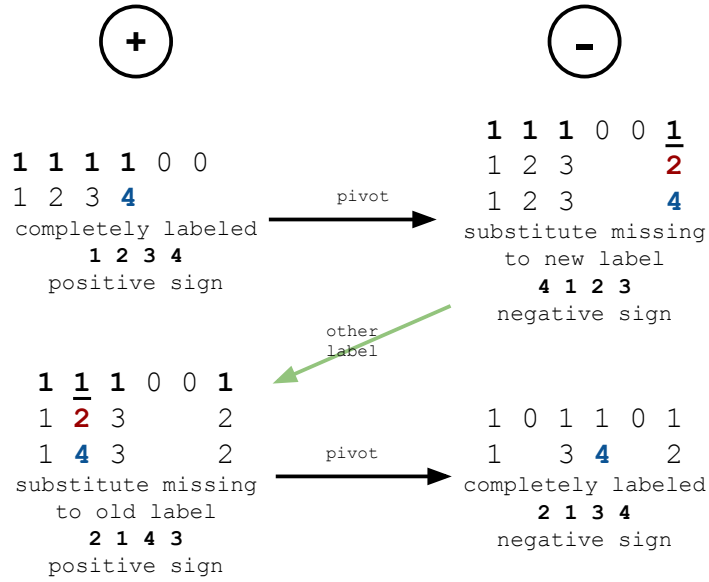 +
-
1 1 1 1 0 0
1 2 3 4
completely labeled
1 2 3 4
positive sign
pivot
1 1 1 0 0 1
1 2 3 2
1 2 3 4
substitute missing
to new label
4 1 2 3
negative sign
other
label
1 1 1 0 0 1
1 2 3 2
1 4 3 2
substitute missing
to old label
2 1 4 3
positive sign
pivot
1 0 1 1 0 1
1 3 4 2
completely labeled
2 1 3 4
negative sign